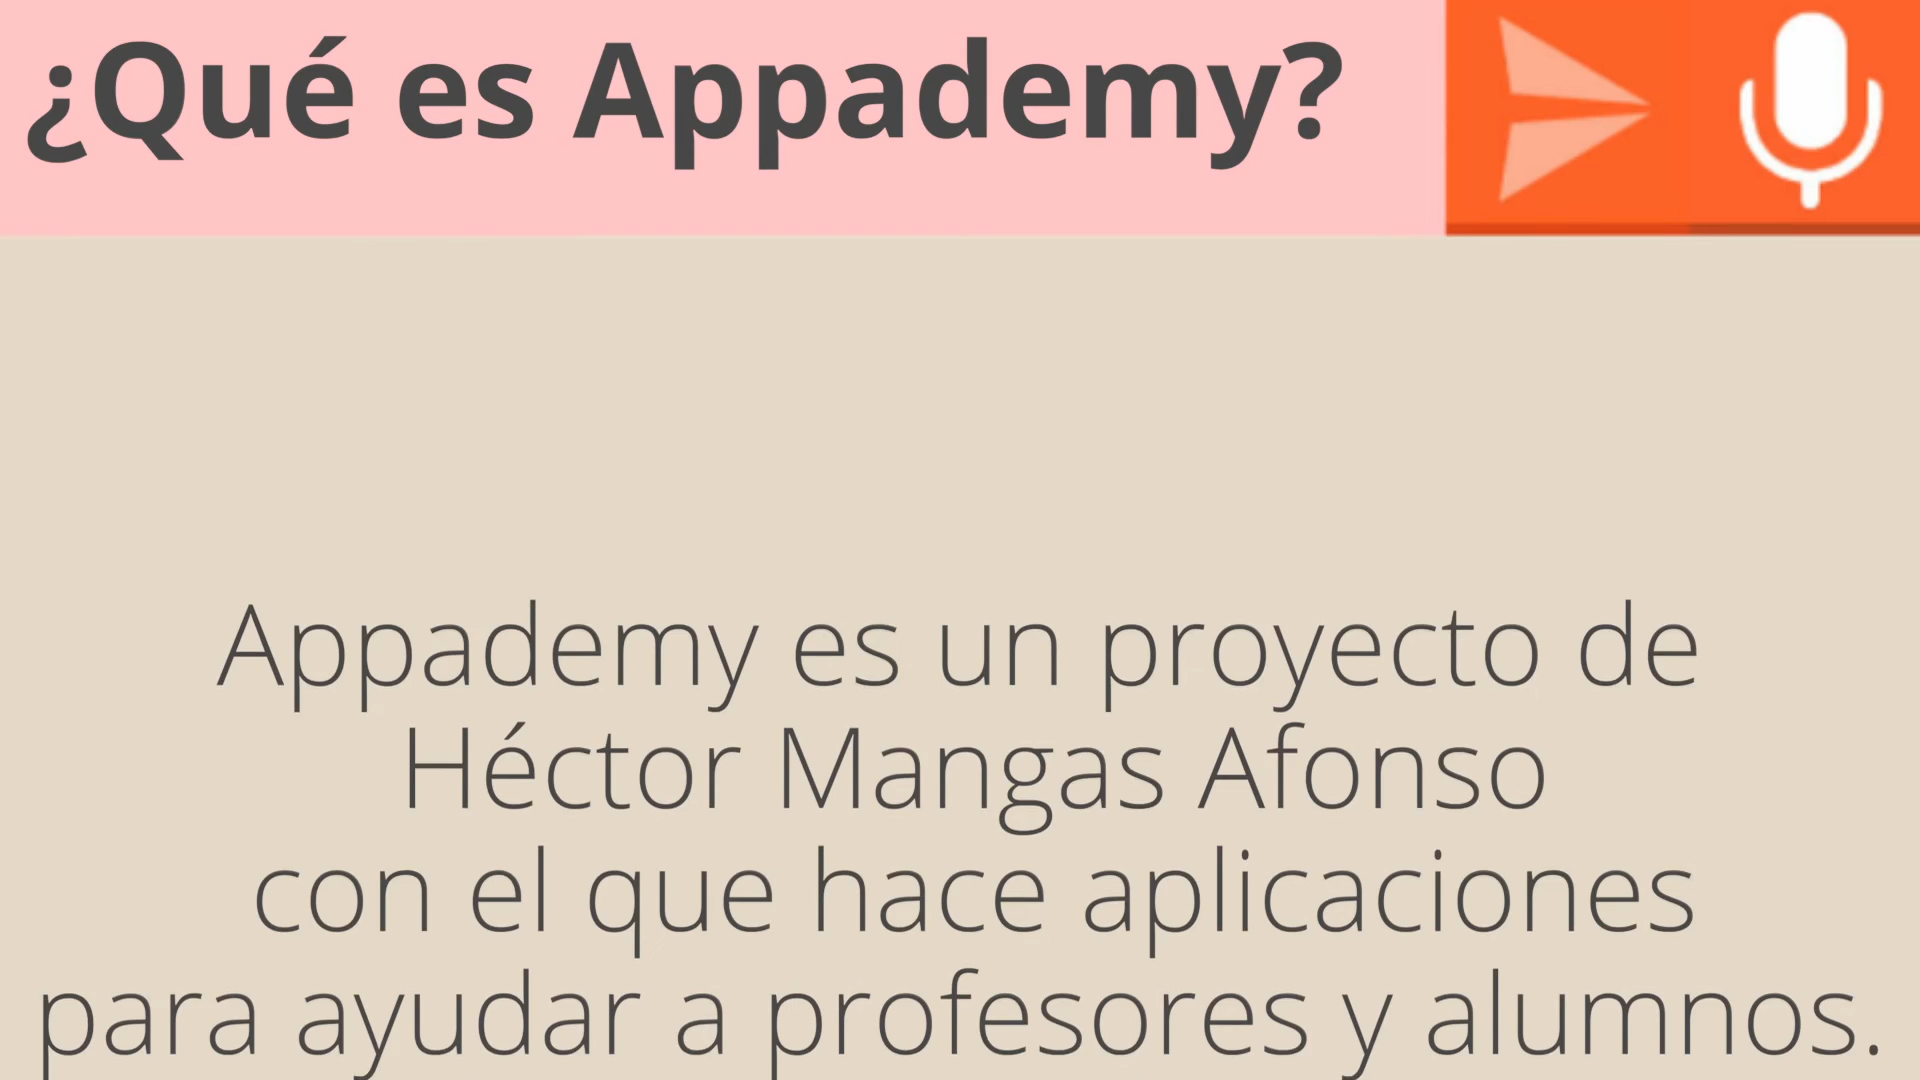 ¿Qué es Appademy?
Appademy es un proyecto de
Héctor Mangas Afonso
con el que hace aplicaciones
para ayudar a profesores y alumnos.